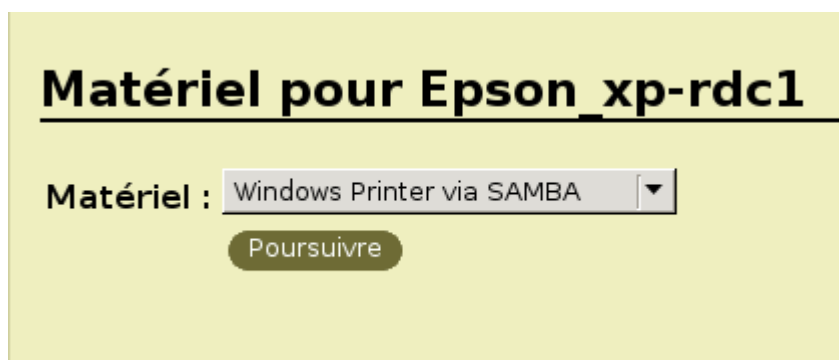 Matériel pour Epson_xp-rdc1
Matériel : Windows Printer via SAMBA
Poursuivre